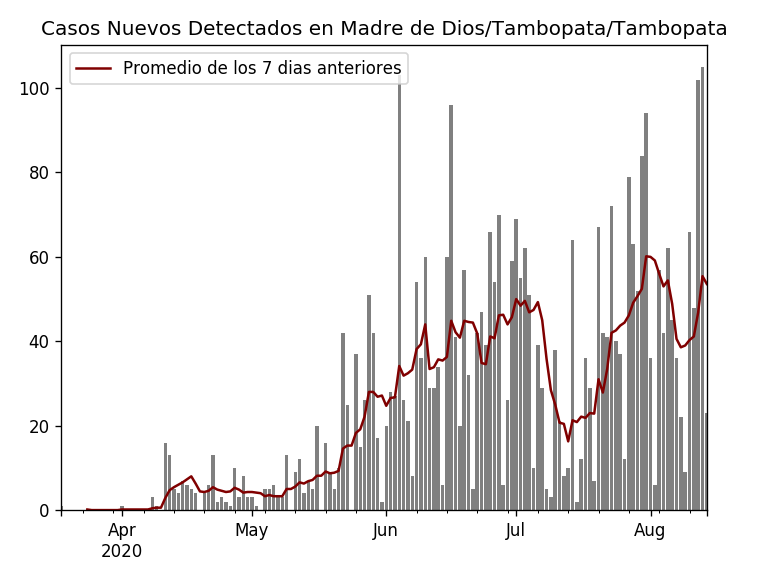 Casos Nuevos Detectados en Madre de Dios/Tambopata/Tambopata
Promedio de los 7 dias anteriores
100
80
60
40
20
0
Apr May Jun Jul Aug
2020